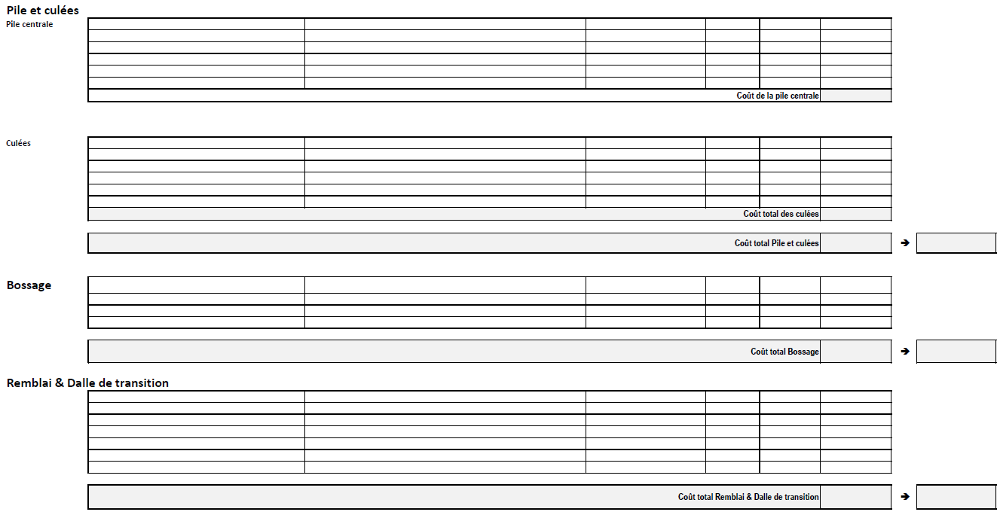 Pile et culées
Pile centrale
Coût de la pile centrale
Culées
Coût total des culées
Coût total Pile et culées ➔
Bossage
Coût total Bossage ➔
Remblai & Dalle de transition
Coût total Remblai & Dalle de transition ➔